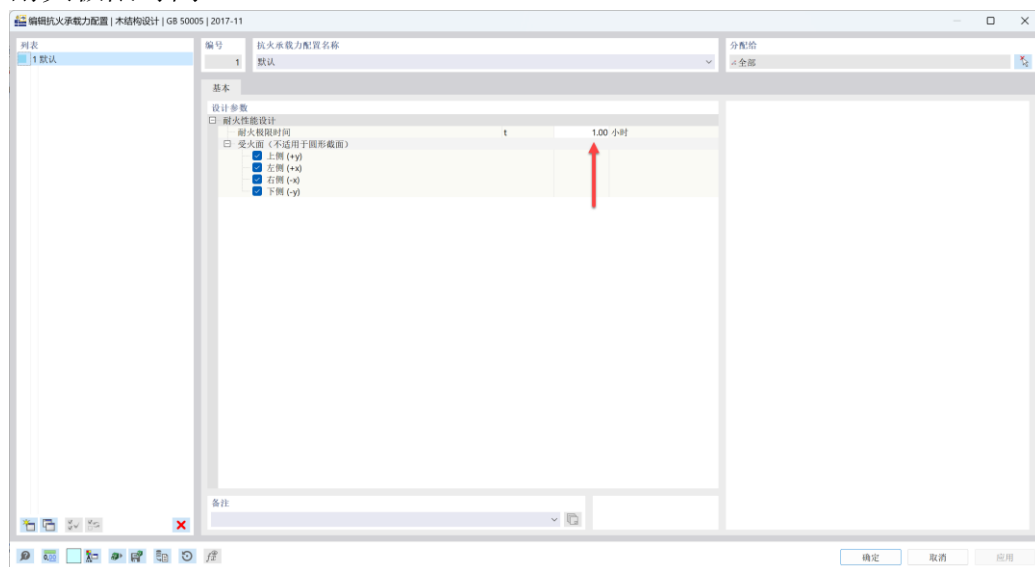 编辑抗火承载力配置 | 木结构设计 | GB 50005 | 2017-11
列表
1 默认
编号
1
抗火承载力配置名称
默认
分配给
全部
基本
设计参数
耐火性能设计
耐火极限时间 t 1.00 小时
受火面（不适用于圆形截面）
上侧 (+y)
左侧 (+x)
右侧 (-x)
下侧 (-y)
备注
确定
取消
应用